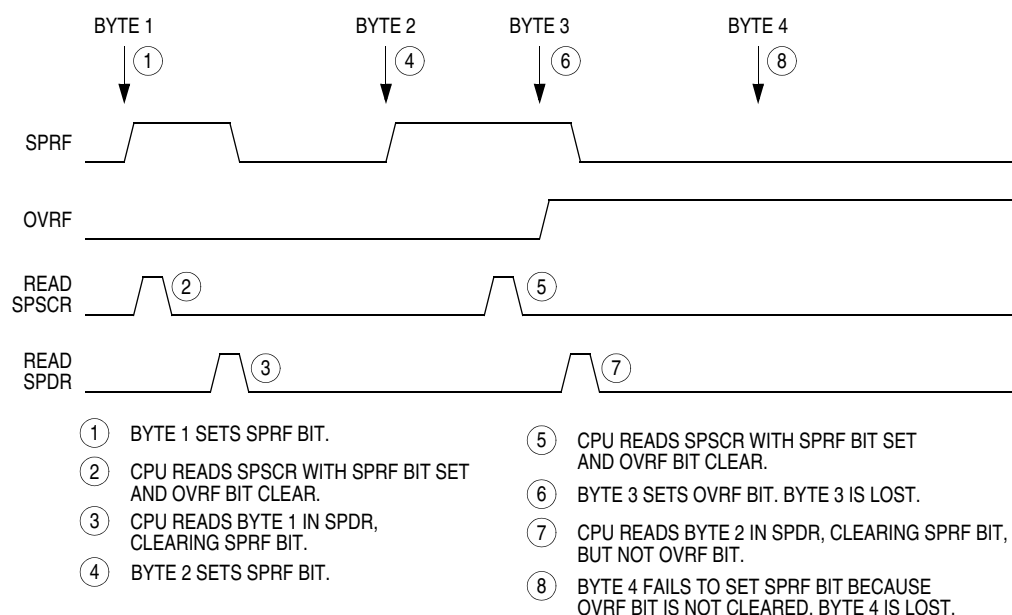 BYTE 1
BYTE 2
BYTE 3
BYTE 4
1
4
6
8
SPRF
OVRF
READ
SPSCR
2
5
READ
SPDR
3
7
1 BYTE 1 SETS SPRF BIT.
2 CPU READS SPSCR WITH SPRF BIT SET
AND OVRF BIT CLEAR.
3 CPU READS BYTE 1 IN SPDR,
CLEARING SPRF BIT.
4 BYTE 2 SETS SPRF BIT.
5 CPU READS SPSCR WITH SPRF BIT SET
AND OVRF BIT CLEAR.
6 BYTE 3 SETS OVRF BIT. BYTE 3 IS LOST.
7 CPU READS BYTE 2 IN SPDR, CLEARING SPRF BIT,
BUT NOT OVRF BIT.
8 BYTE 4 FAILS TO SET SPRF BIT BECAUSE
OVRF BIT IS NOT CLEARED. BYTE 4 IS LOST.